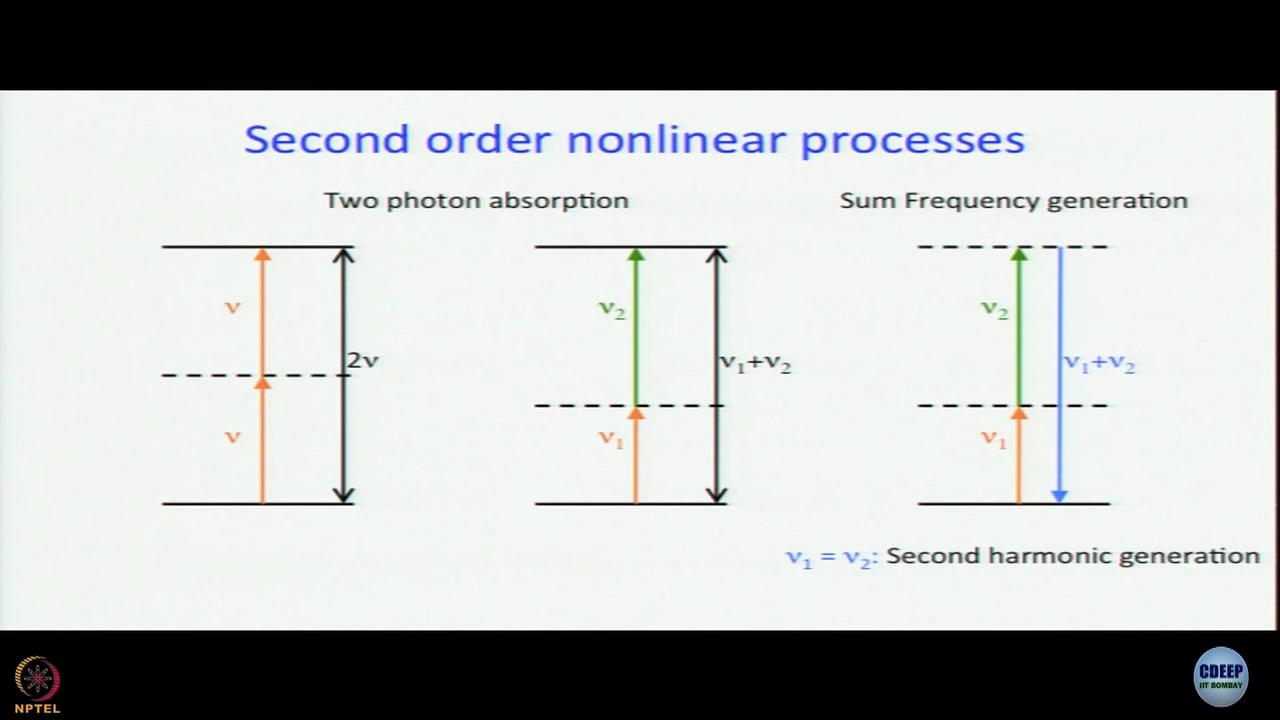 Second order nonlinear processes
Two photon absorption
Sum Frequency generation
ν
2ν
ν
ν₂
ν₁+ν₂
ν₁
ν₂
ν₁+ν₂
ν₁
ν₁ = ν₂: Second harmonic generation
NPTEL
CDEEP
IIT BOMBAY